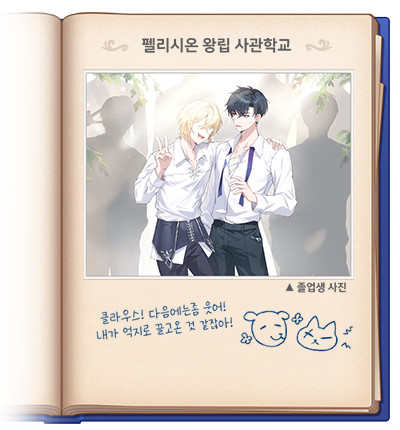 펠리시온 왕립 사관학교
▲ 졸업생 사진
클라우스! 다음에는좀 웃어!
내가 억지로 끌고온 것 같잖아!